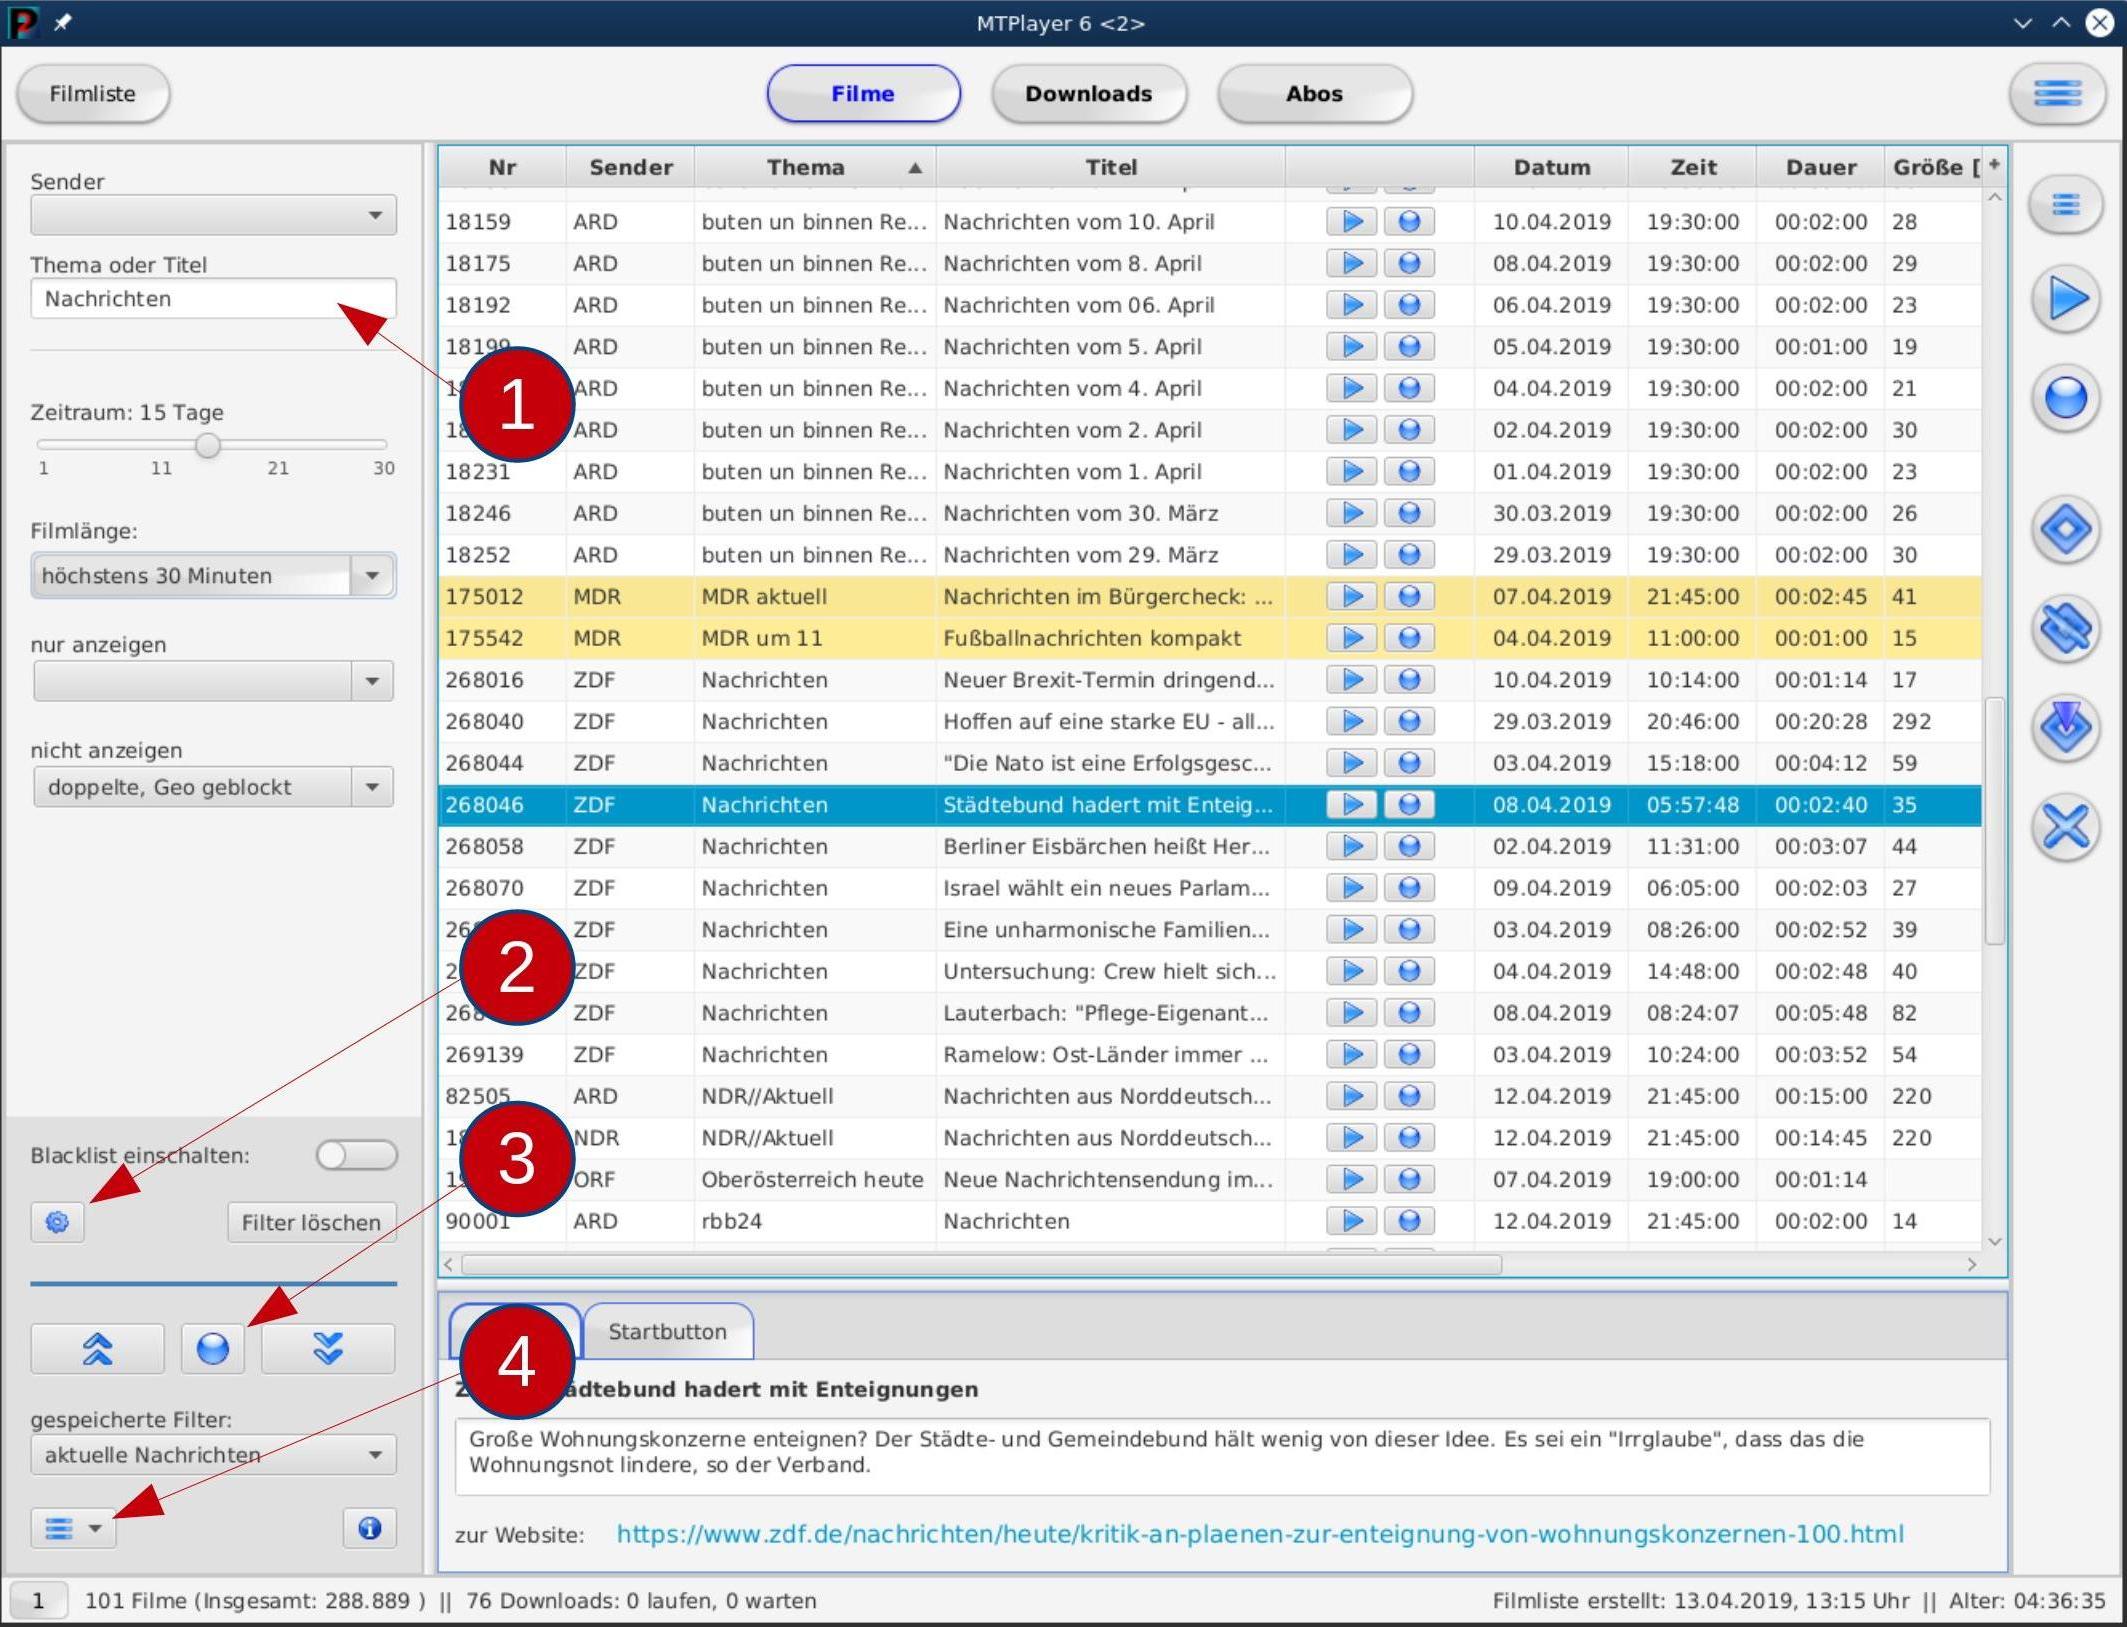 MTPlayer 6 <2>
Filmliste
Filme
Downloads
Abos
Sender
Thema oder Titel
Nachrichten
Zeitraum: 15 Tage
1 11 21 30
Filmlänge:
höchstens 30 Minuten
nur anzeigen
nicht anzeigen
doppelte, Geo geblockt
Blacklist einschalten:
Filter löschen
gespeicherte Filter:
aktuelle Nachrichten
1
2
3
4
Nr Sender Thema Titel Datum Zeit Dauer Größe [ +
18159 ARD buten un binnen Re... Nachrichten vom 10. April 10.04.2019 19:30:00 00:02:00 28
18175 ARD buten un binnen Re... Nachrichten vom 8. April 08.04.2019 19:30:00 00:02:00 29
18192 ARD buten un binnen Re... Nachrichten vom 06. April 06.04.2019 19:30:00 00:02:00 23
18199 ARD buten un binnen Re... Nachrichten vom 5. April 05.04.2019 19:30:00 00:01:00 19
ARD buten un binnen Re... Nachrichten vom 4. April 04.04.2019 19:30:00 00:02:00 21
ARD buten un binnen Re... Nachrichten vom 2. April 02.04.2019 19:30:00 00:02:00 30
18231 ARD buten un binnen Re... Nachrichten vom 1. April 01.04.2019 19:30:00 00:02:00 23
18246 ARD buten un binnen Re... Nachrichten vom 30. März 30.03.2019 19:30:00 00:02:00 26
18252 ARD buten un binnen Re... Nachrichten vom 29. März 29.03.2019 19:30:00 00:02:00 30
175012 MDR MDR aktuell Nachrichten im Bürgercheck: ... 07.04.2019 21:45:00 00:02:45 41
175542 MDR MDR um 11 Fußballnachrichten kompakt 04.04.2019 11:00:00 00:01:00 15
268016 ZDF Nachrichten Neuer Brexit-Termin dringend... 10.04.2019 10:14:00 00:01:14 17
268040 ZDF Nachrichten Hoffen auf eine starke EU - all... 29.03.2019 20:46:00 00:20:28 292
268044 ZDF Nachrichten "Die Nato ist eine Erfolgsgesc... 03.04.2019 15:18:00 00:04:12 59
268046 ZDF Nachrichten Städtebund hadert mit Enteig... 08.04.2019 05:57:48 00:02:40 35
268058 ZDF Nachrichten Berliner Eisbärchen heißt Her... 02.04.2019 11:31:00 00:03:07 44
268070 ZDF Nachrichten Israel wählt ein neues Parlam... 09.04.2019 06:05:00 00:02:03 27
ZDF Nachrichten Eine unharmonische Familien... 03.04.2019 08:26:00 00:02:52 39
ZDF Nachrichten Untersuchung: Crew hielt sich... 04.04.2019 14:48:00 00:02:48 40
ZDF Nachrichten Lauterbach: "Pflege-Eigenant... 08.04.2019 08:24:07 00:05:48 82
269139 ZDF Nachrichten Ramelow: Ost-Länder immer ... 03.04.2019 10:24:00 00:03:52 54
82505 ARD NDR//Aktuell Nachrichten aus Norddeutsch... 12.04.2019 21:45:00 00:15:00 220
NDR NDR//Aktuell Nachrichten aus Norddeutsch... 12.04.2019 21:45:00 00:14:45 220
ORF Oberösterreich heute Neue Nachrichtensendung im... 07.04.2019 19:00:00 00:01:14
90001 ARD rbb24 Nachrichten 12.04.2019 21:45:00 00:02:00 14
Startbutton
hadert mit Enteignungen
Große Wohnungskonzerne enteignen? Der Städte- und Gemeindebund hält wenig von dieser Idee. Es sei ein "Irrglaube", dass das die
Wohnungsnot lindere, so der Verband.
zur Website: https://www.zdf.de/nachrichten/heute/kritik-an-plaenen-zur-enteignung-von-wohnungskonzernen-100.html
1 101 Filme (Insgesamt: 288.889 ) || 76 Downloads: 0 laufen, 0 warten
Filmliste erstellt: 13.04.2019, 13:15 Uhr || Alter: 04:36:35